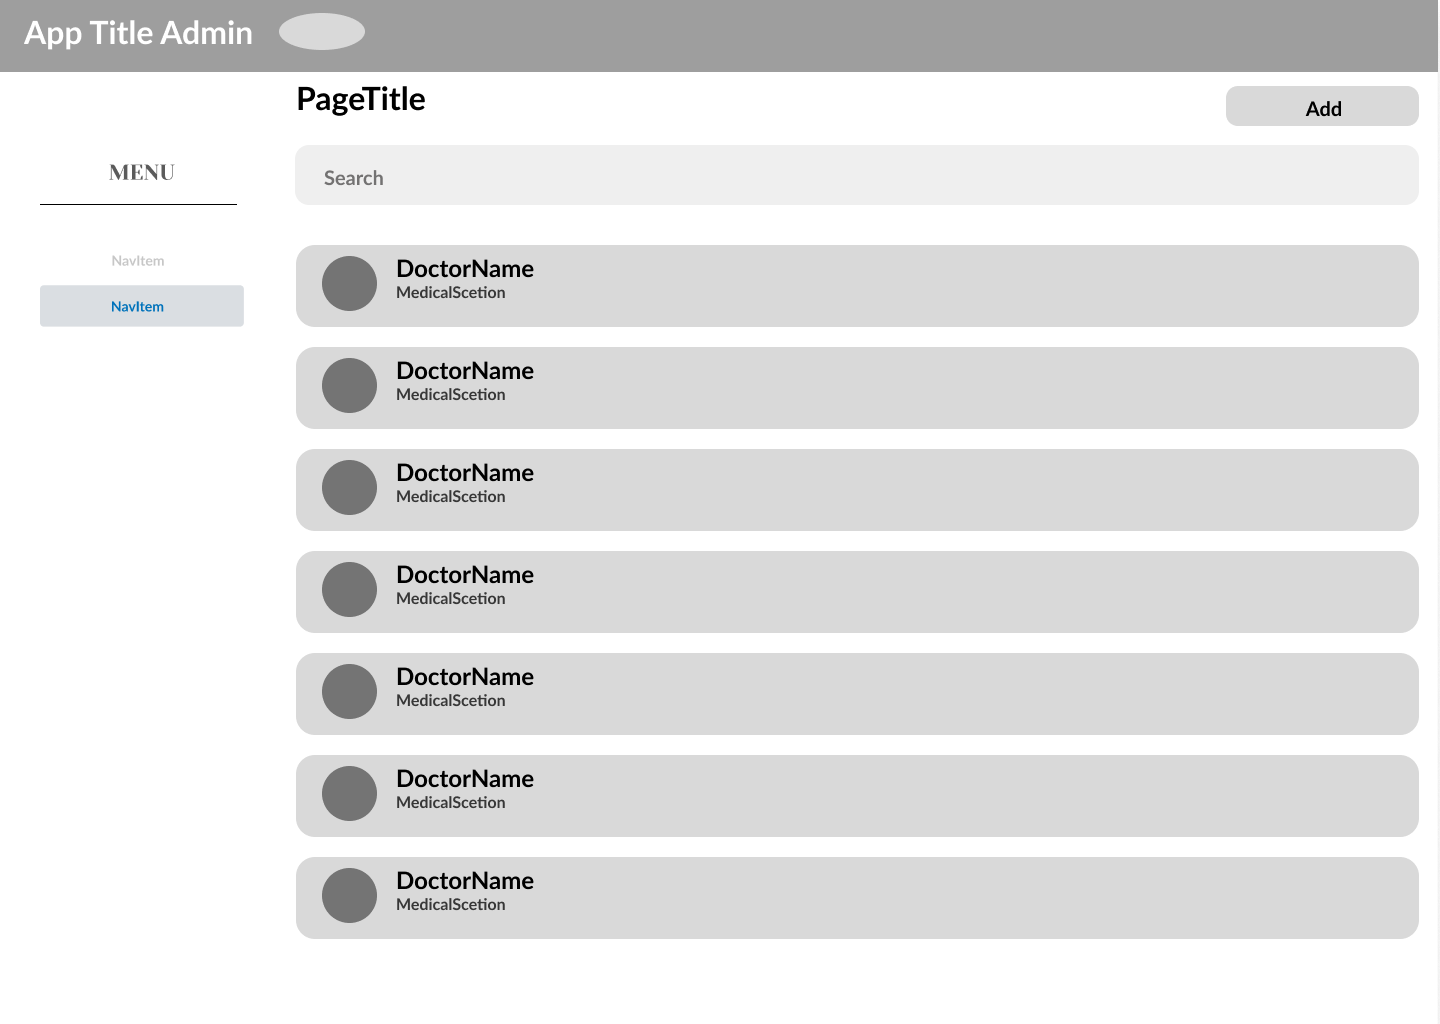 App Title Admin
PageTitle
Add
MENU
Search
NavItem
NavItem
DoctorName
MedicalScetion
DoctorName
MedicalScetion
DoctorName
MedicalScetion
DoctorName
MedicalScetion
DoctorName
MedicalScetion
DoctorName
MedicalScetion
DoctorName
MedicalScetion